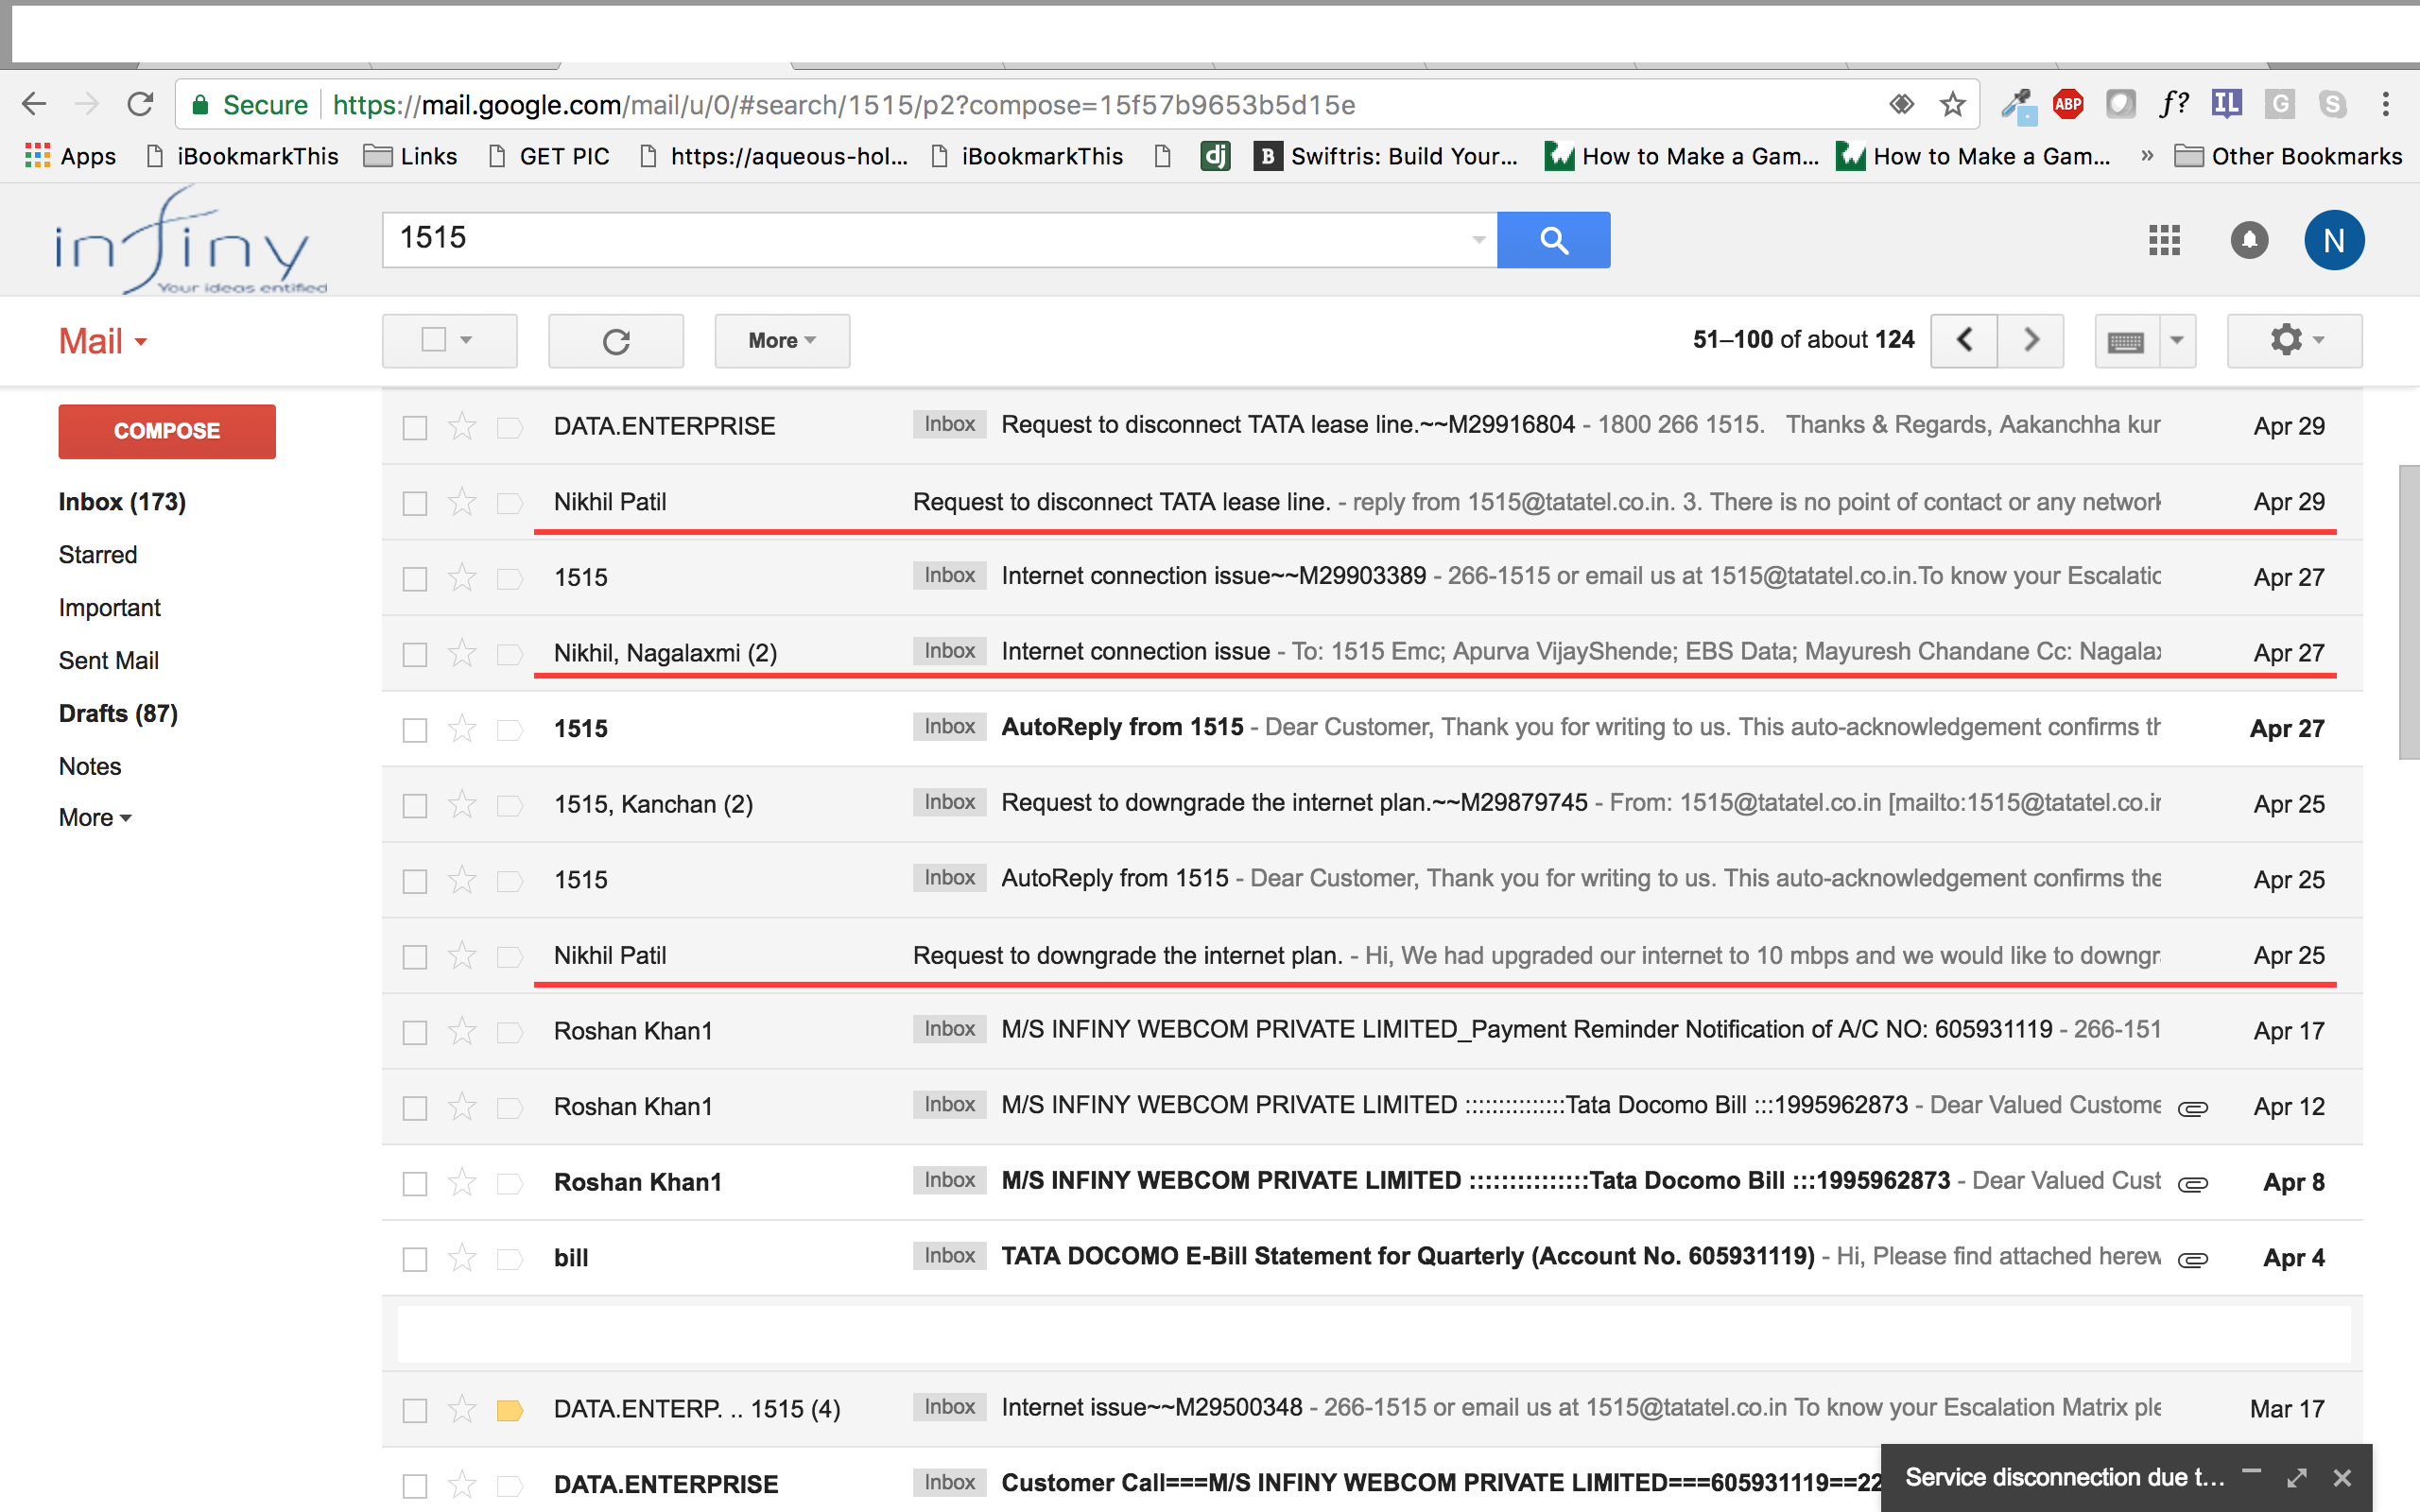 Secure https://mail.google.com/mail/u/0/#search/1515/p2?compose=15f57b9653b5d15e ABP f? IL G S
Apps iBookmarkThis Links GET PIC https://aqueous-hol... iBookmarkThis dj B Swiftris: Build Your... How to Make a Gam... How to Make a Gam... » Other Bookmarks
infiny
Your ideas entified
1515
N
Mail
More
51–100 of about 124
COMPOSE
Inbox (173)
Starred
Important
Sent Mail
Drafts (87)
Notes
More
DATA.ENTERPRISE Inbox Request to disconnect TATA lease line.~~M29916804 - 1800 266 1515. Thanks & Regards, Aakanchha kur Apr 29
Nikhil Patil Request to disconnect TATA lease line. - reply from 1515@tatatel.co.in. 3. There is no point of contact or any network Apr 29
1515 Inbox Internet connection issue~~M29903389 - 266-1515 or email us at 1515@tatatel.co.in.To know your Escalatic Apr 27
Nikhil, Nagalaxmi (2) Inbox Internet connection issue - To: 1515 Emc; Apurva VijayShende; EBS Data; Mayuresh Chandane Cc: Nagalax Apr 27
1515 Inbox AutoReply from 1515 - Dear Customer, Thank you for writing to us. This auto-acknowledgement confirms th Apr 27
1515, Kanchan (2) Inbox Request to downgrade the internet plan.~~M29879745 - From: 1515@tatatel.co.in [mailto:1515@tatatel.co.ir Apr 25
1515 Inbox AutoReply from 1515 - Dear Customer, Thank you for writing to us. This auto-acknowledgement confirms the Apr 25
Nikhil Patil Request to downgrade the internet plan. - Hi, We had upgraded our internet to 10 mbps and we would like to downgr Apr 25
Roshan Khan1 Inbox M/S INFINY WEBCOM PRIVATE LIMITED_Payment Reminder Notification of A/C NO: 605931119 - 266-151 Apr 17
Roshan Khan1 Inbox M/S INFINY WEBCOM PRIVATE LIMITED :::::::::::::::Tata Docomo Bill :::1995962873 - Dear Valued Custome Apr 12
Roshan Khan1 Inbox M/S INFINY WEBCOM PRIVATE LIMITED :::::::::::::::Tata Docomo Bill :::1995962873 - Dear Valued Cust Apr 8
bill Inbox TATA DOCOMO E-Bill Statement for Quarterly (Account No. 605931119) - Hi, Please find attached herew Apr 4
DATA.ENTERP. .. 1515 (4) Inbox Internet issue~~M29500348 - 266-1515 or email us at 1515@tatatel.co.in To know your Escalation Matrix ple Mar 17
DATA.ENTERPRISE Inbox Customer Call===M/S INFINY WEBCOM PRIVATE LIMITED===605931119==22
Service disconnection due t...